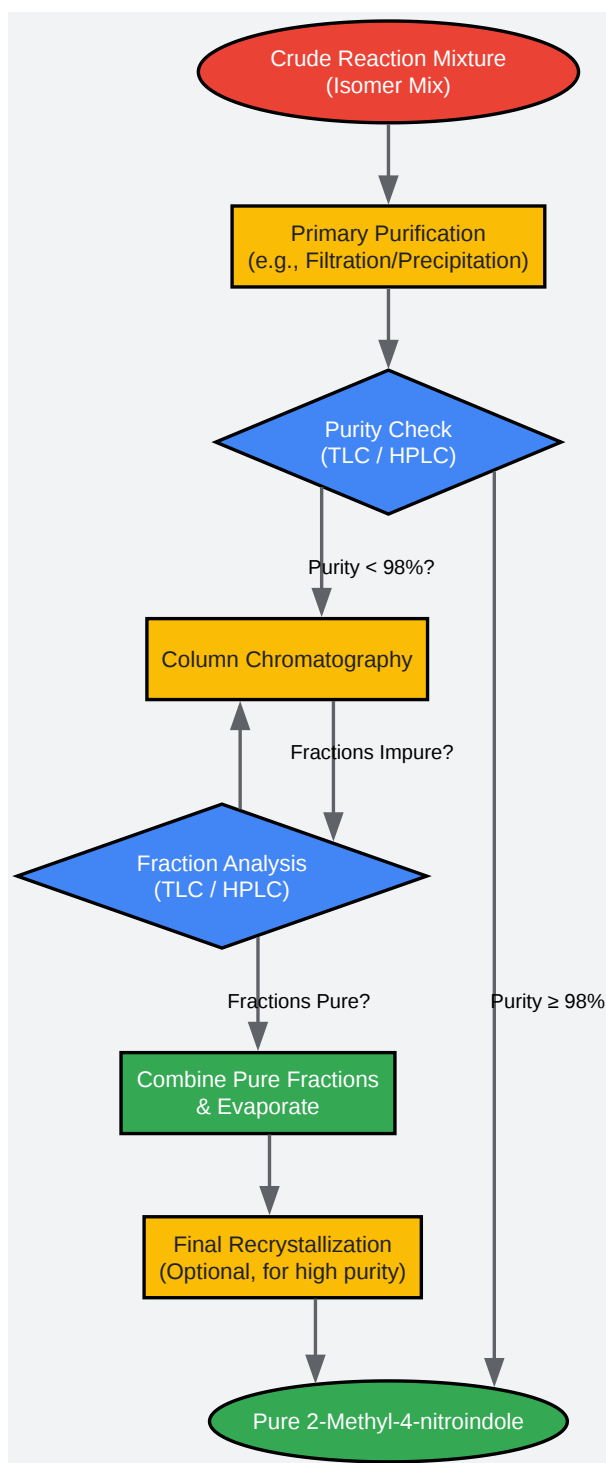 Crude Reaction Mixture
(Isomer Mix)
Primary Purification
(e.g., Filtration/Precipitation)
Purity Check
(TLC / HPLC)
Purity < 98%?
Column Chromatography
Fractions Impure?
Fraction Analysis
(TLC / HPLC)
Fractions Pure?
Purity ≥ 98%
Combine Pure Fractions
& Evaporate
Final Recrystallization
(Optional, for high purity)
Pure 2-Methyl-4-nitroindole